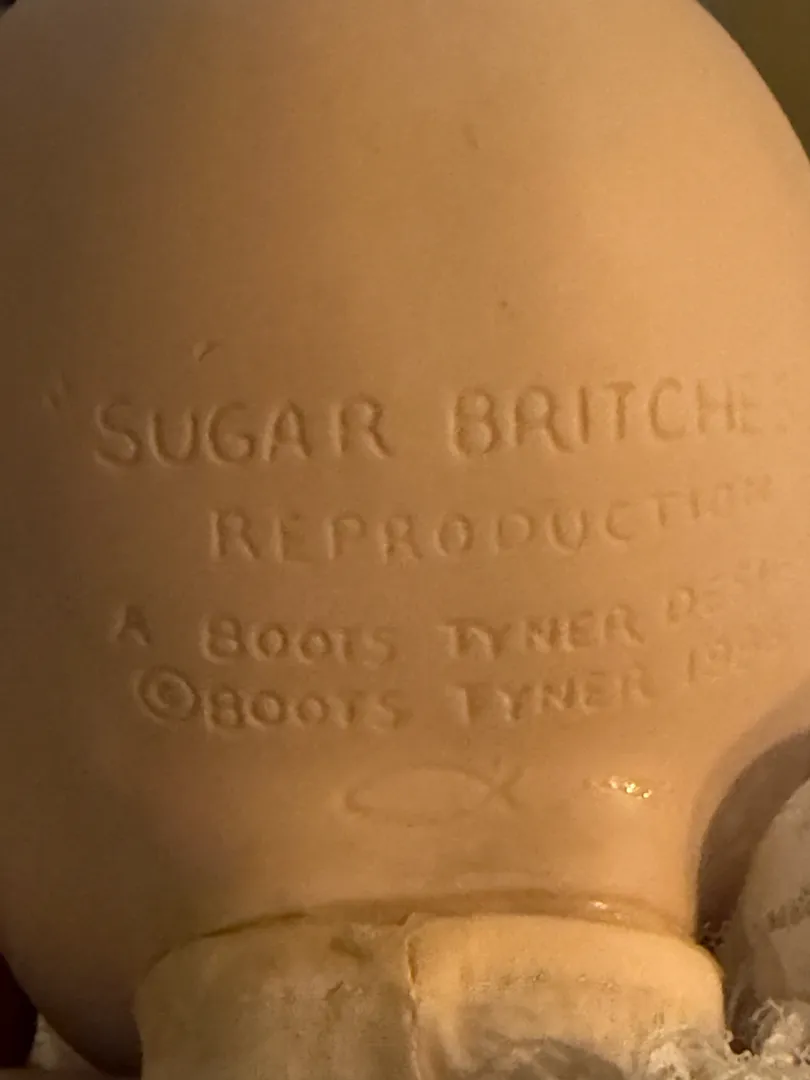 "SUGAR BRITCHE
REPRODUCTION
A BOOTS TYNER
©BOOTS TYNER